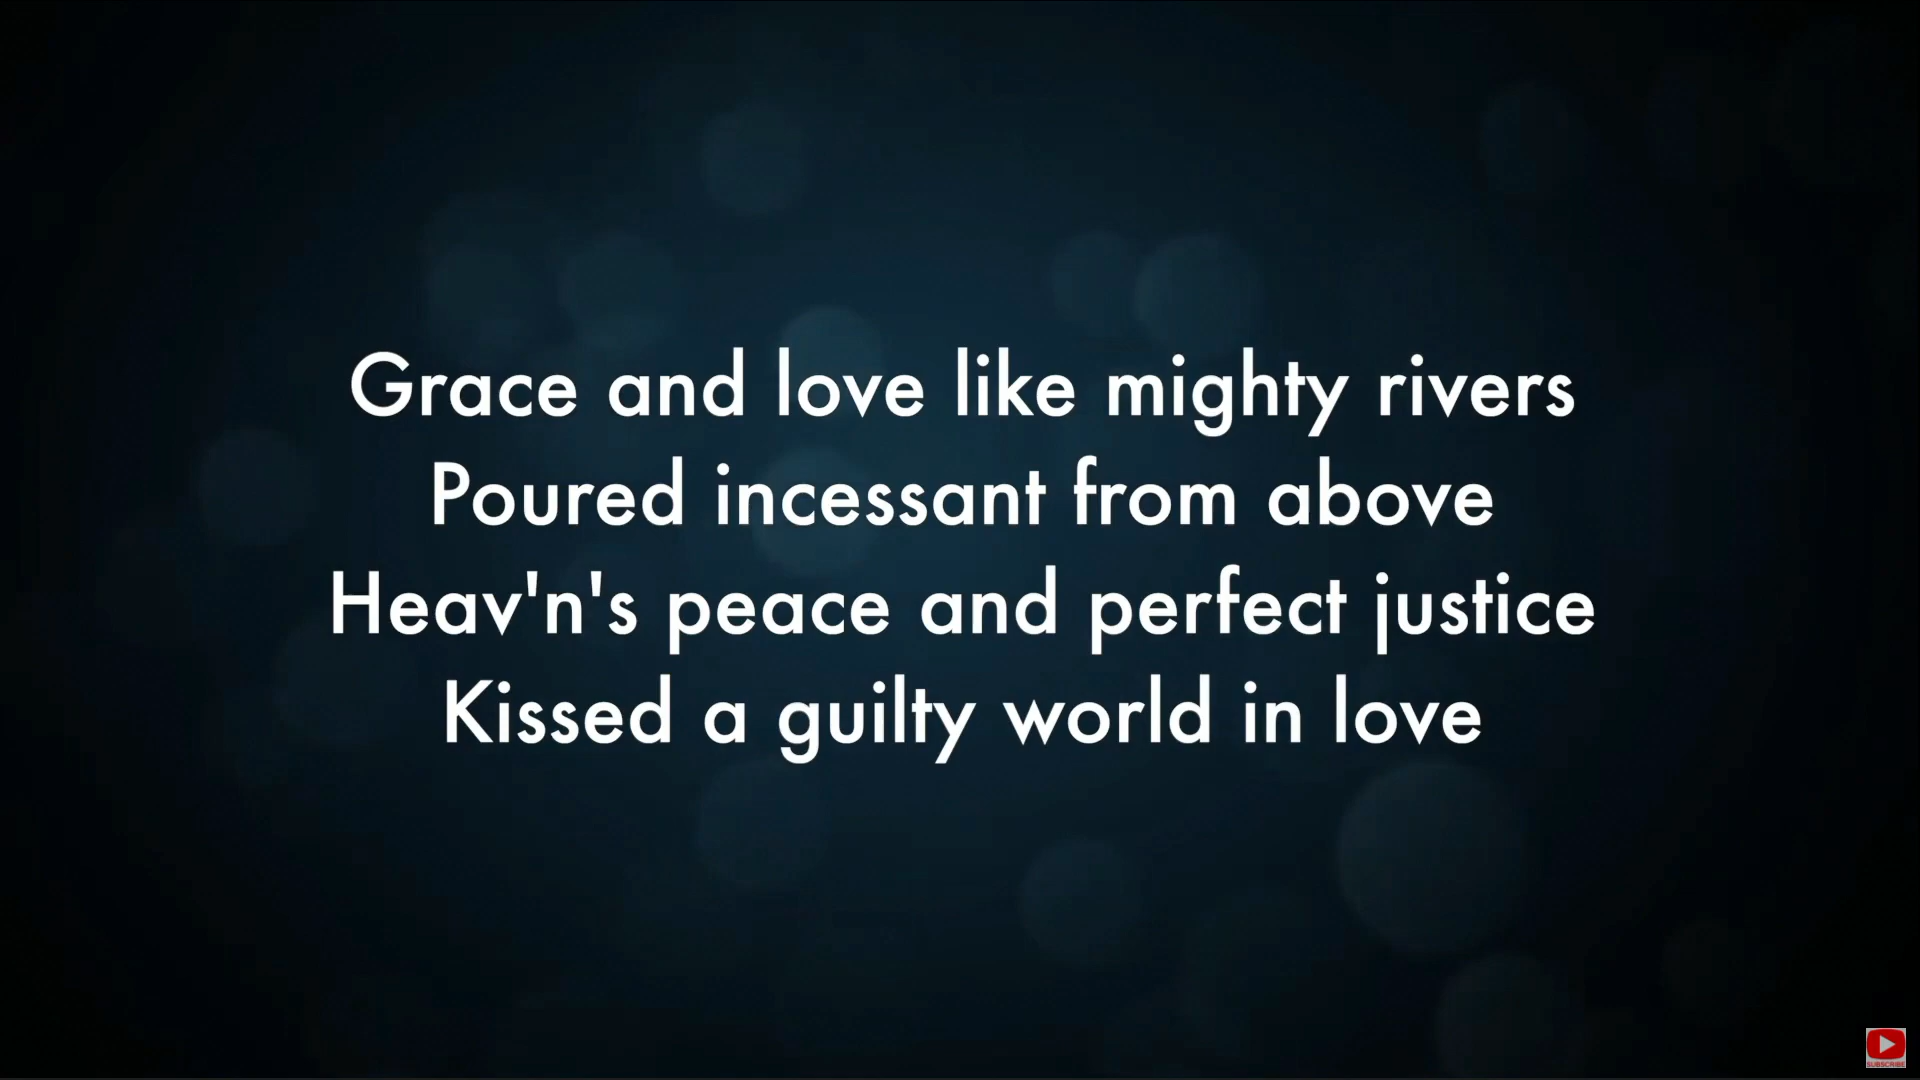 Grace and love like mighty rivers
Poured incessant from above
Heav'n's peace and perfect justice
Kissed a guilty world in love
SUBSCRIBE